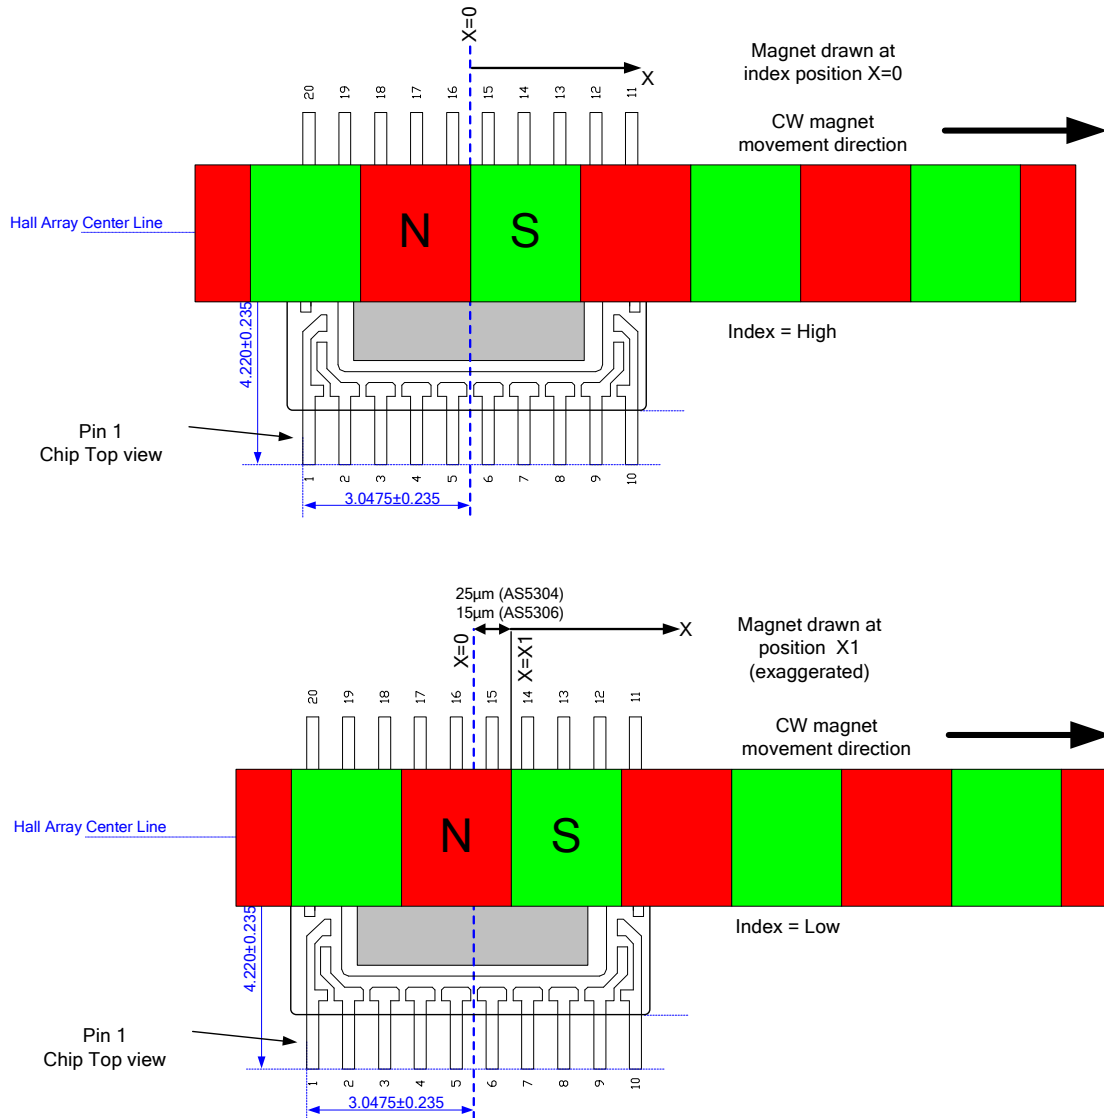 X=0
X
Magnet drawn at
index position X=0
20
19
18
17
16
15
14
13
12
11
CW magnet
movement direction
Hall Array Center Line
N
S
4.220±0.235
Index = High
Pin 1
Chip Top view
1
2
3
4
5
6
7
8
9
10
3.0475±0.235
25µm (AS5304)
15µm (AS5306)
X=0
X=X1
X
Magnet drawn at
position X1
(exaggerated)
20
19
18
17
16
15
14
13
12
11
CW magnet
movement direction
Hall Array Center Line
N
S
4.220±0.235
Index = Low
Pin 1
Chip Top view
1
2
3
4
5
6
7
8
9
10
3.0475±0.235